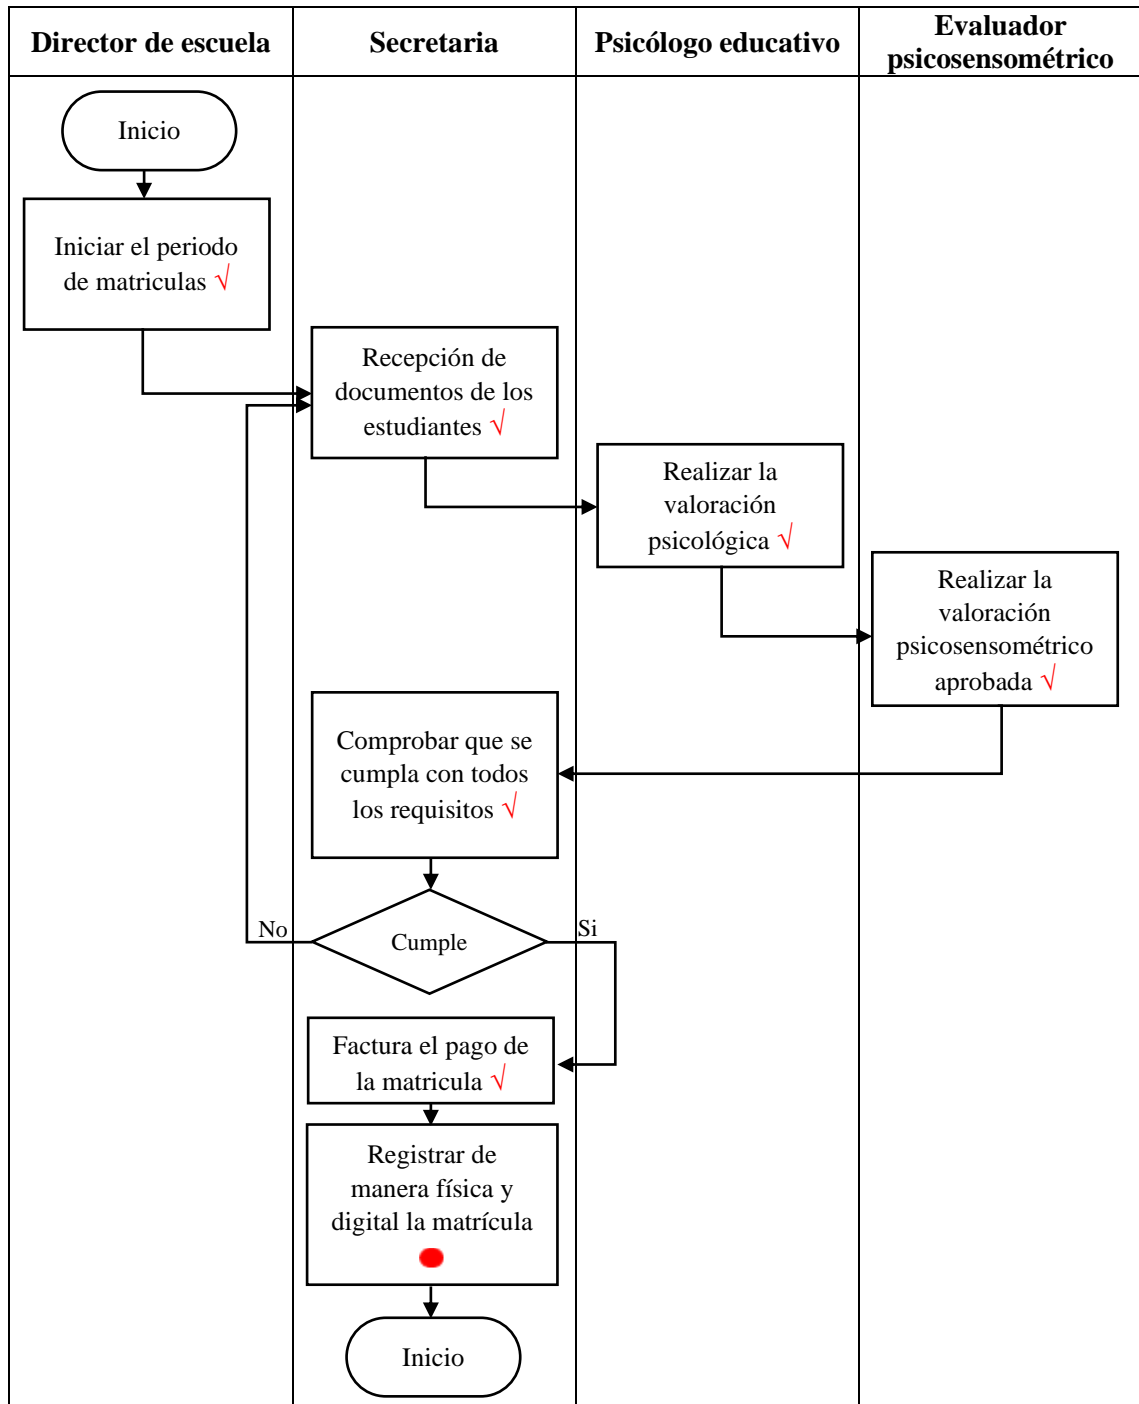 Director de escuela
Secretaria
Psicólogo educativo
Evaluador
psicosensométrico
Inicio
Iniciar el periodo
de matriculas √
Recepción de
documentos de los
estudiantes √
Realizar la
valoración
psicológica √
Realizar la
valoración
psicosensométrico
aprobada √
Comprobar que se
cumpla con todos
los requisitos √
No
Cumple
Si
Factura el pago de
la matricula √
Registrar de
manera física y
digital la matrícula
Inicio